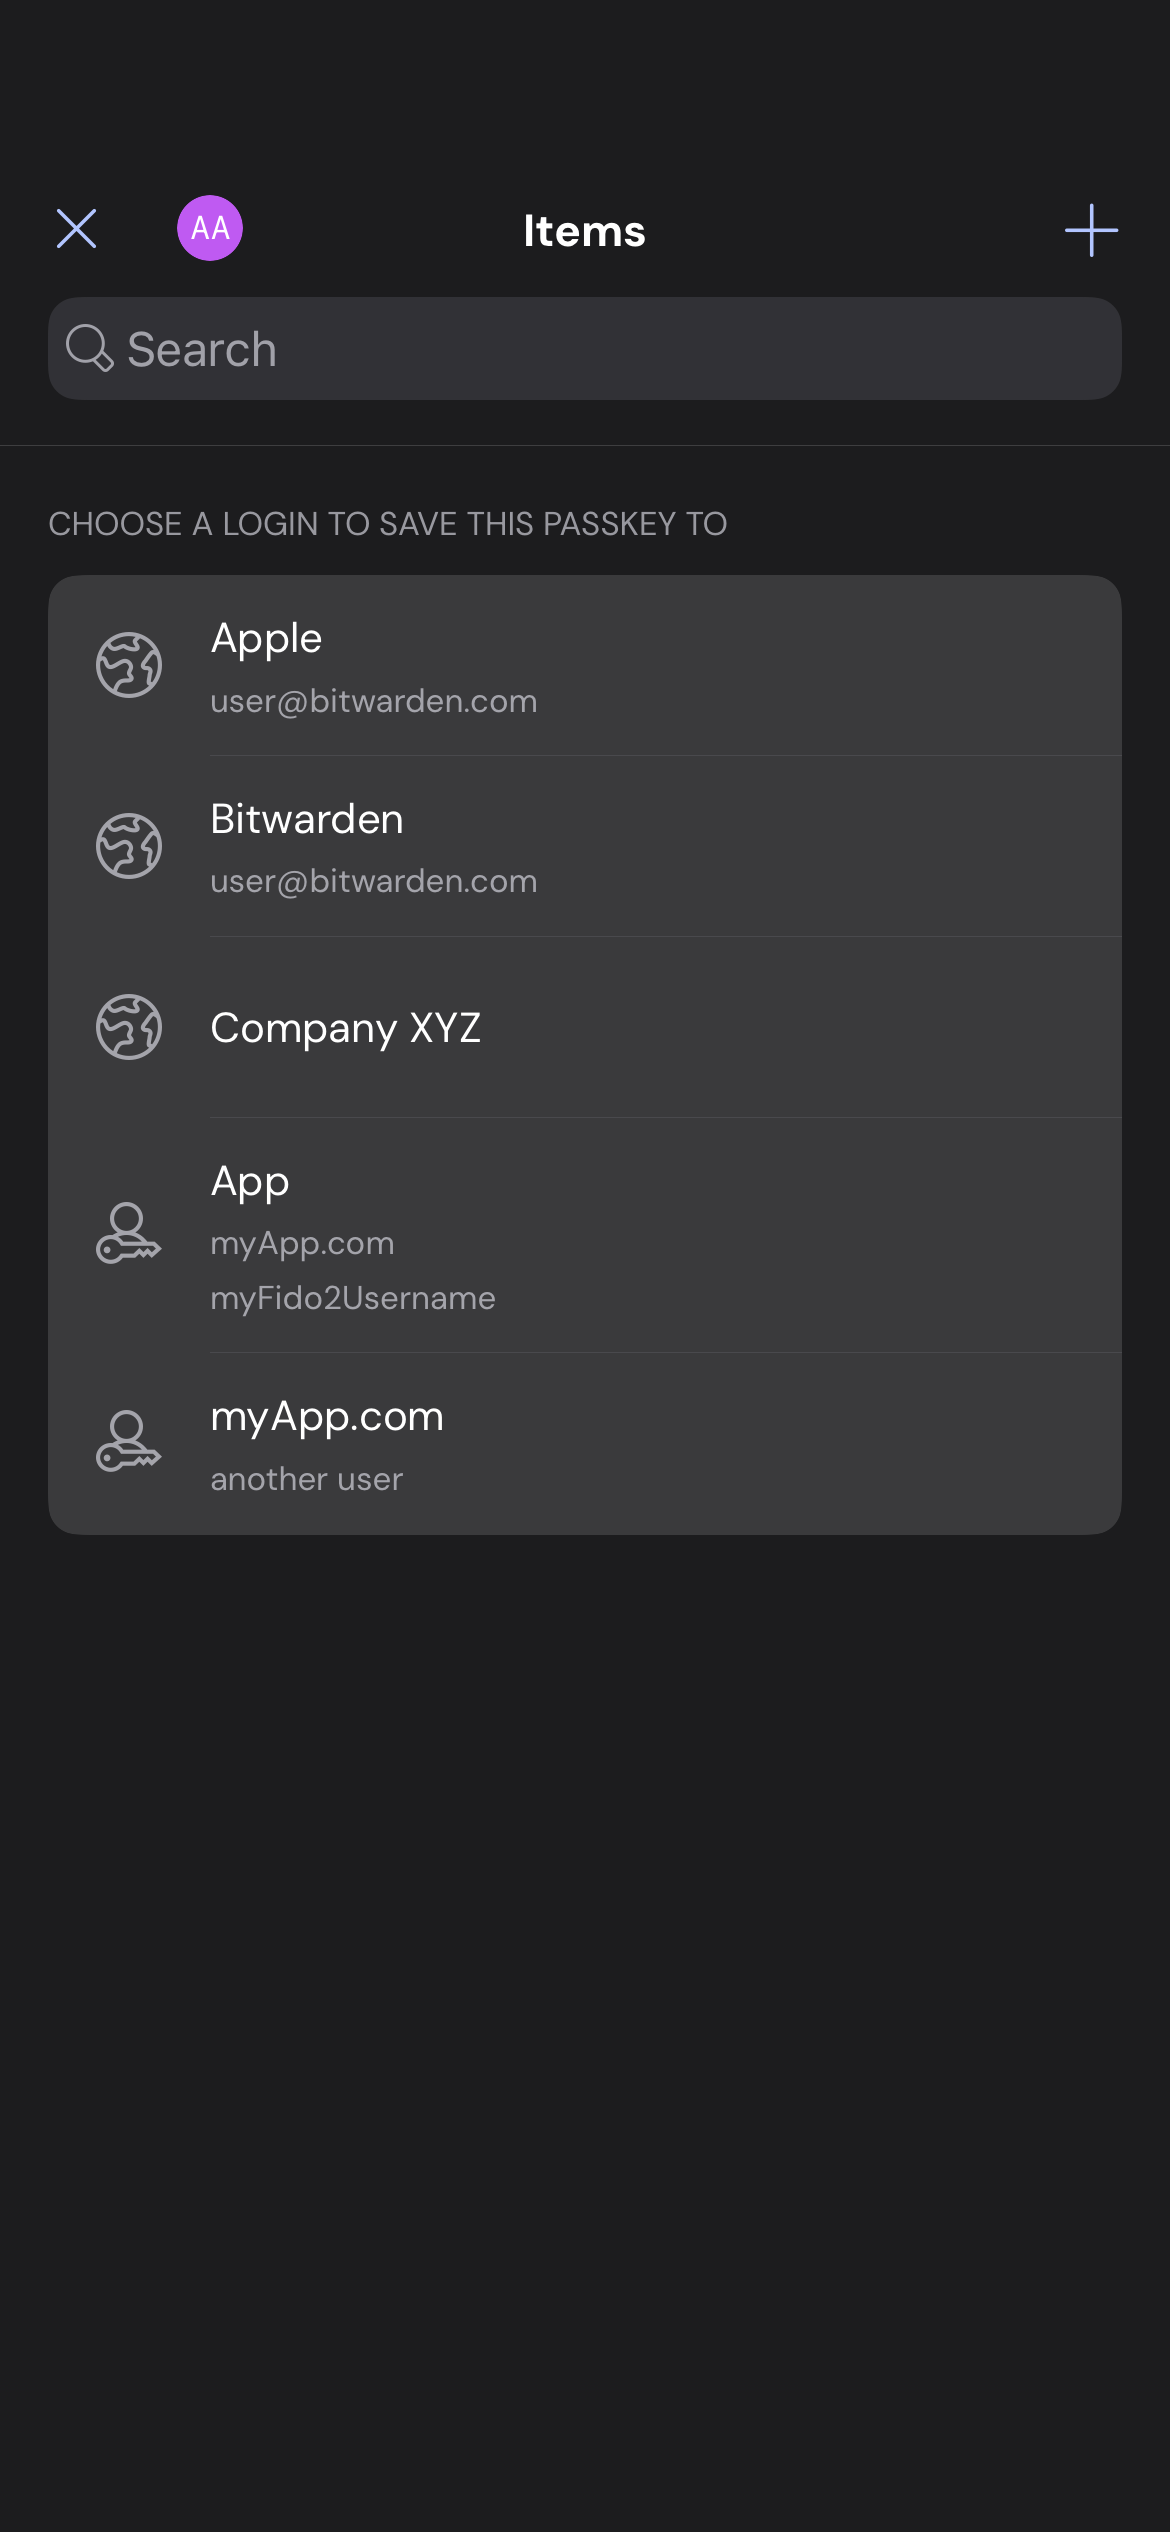 AA
Items
Search
CHOOSE A LOGIN TO SAVE THIS PASSKEY TO
Apple
user@bitwarden.com
Bitwarden
user@bitwarden.com
Company XYZ
App
myApp.com
myFido2Username
myApp.com
another user